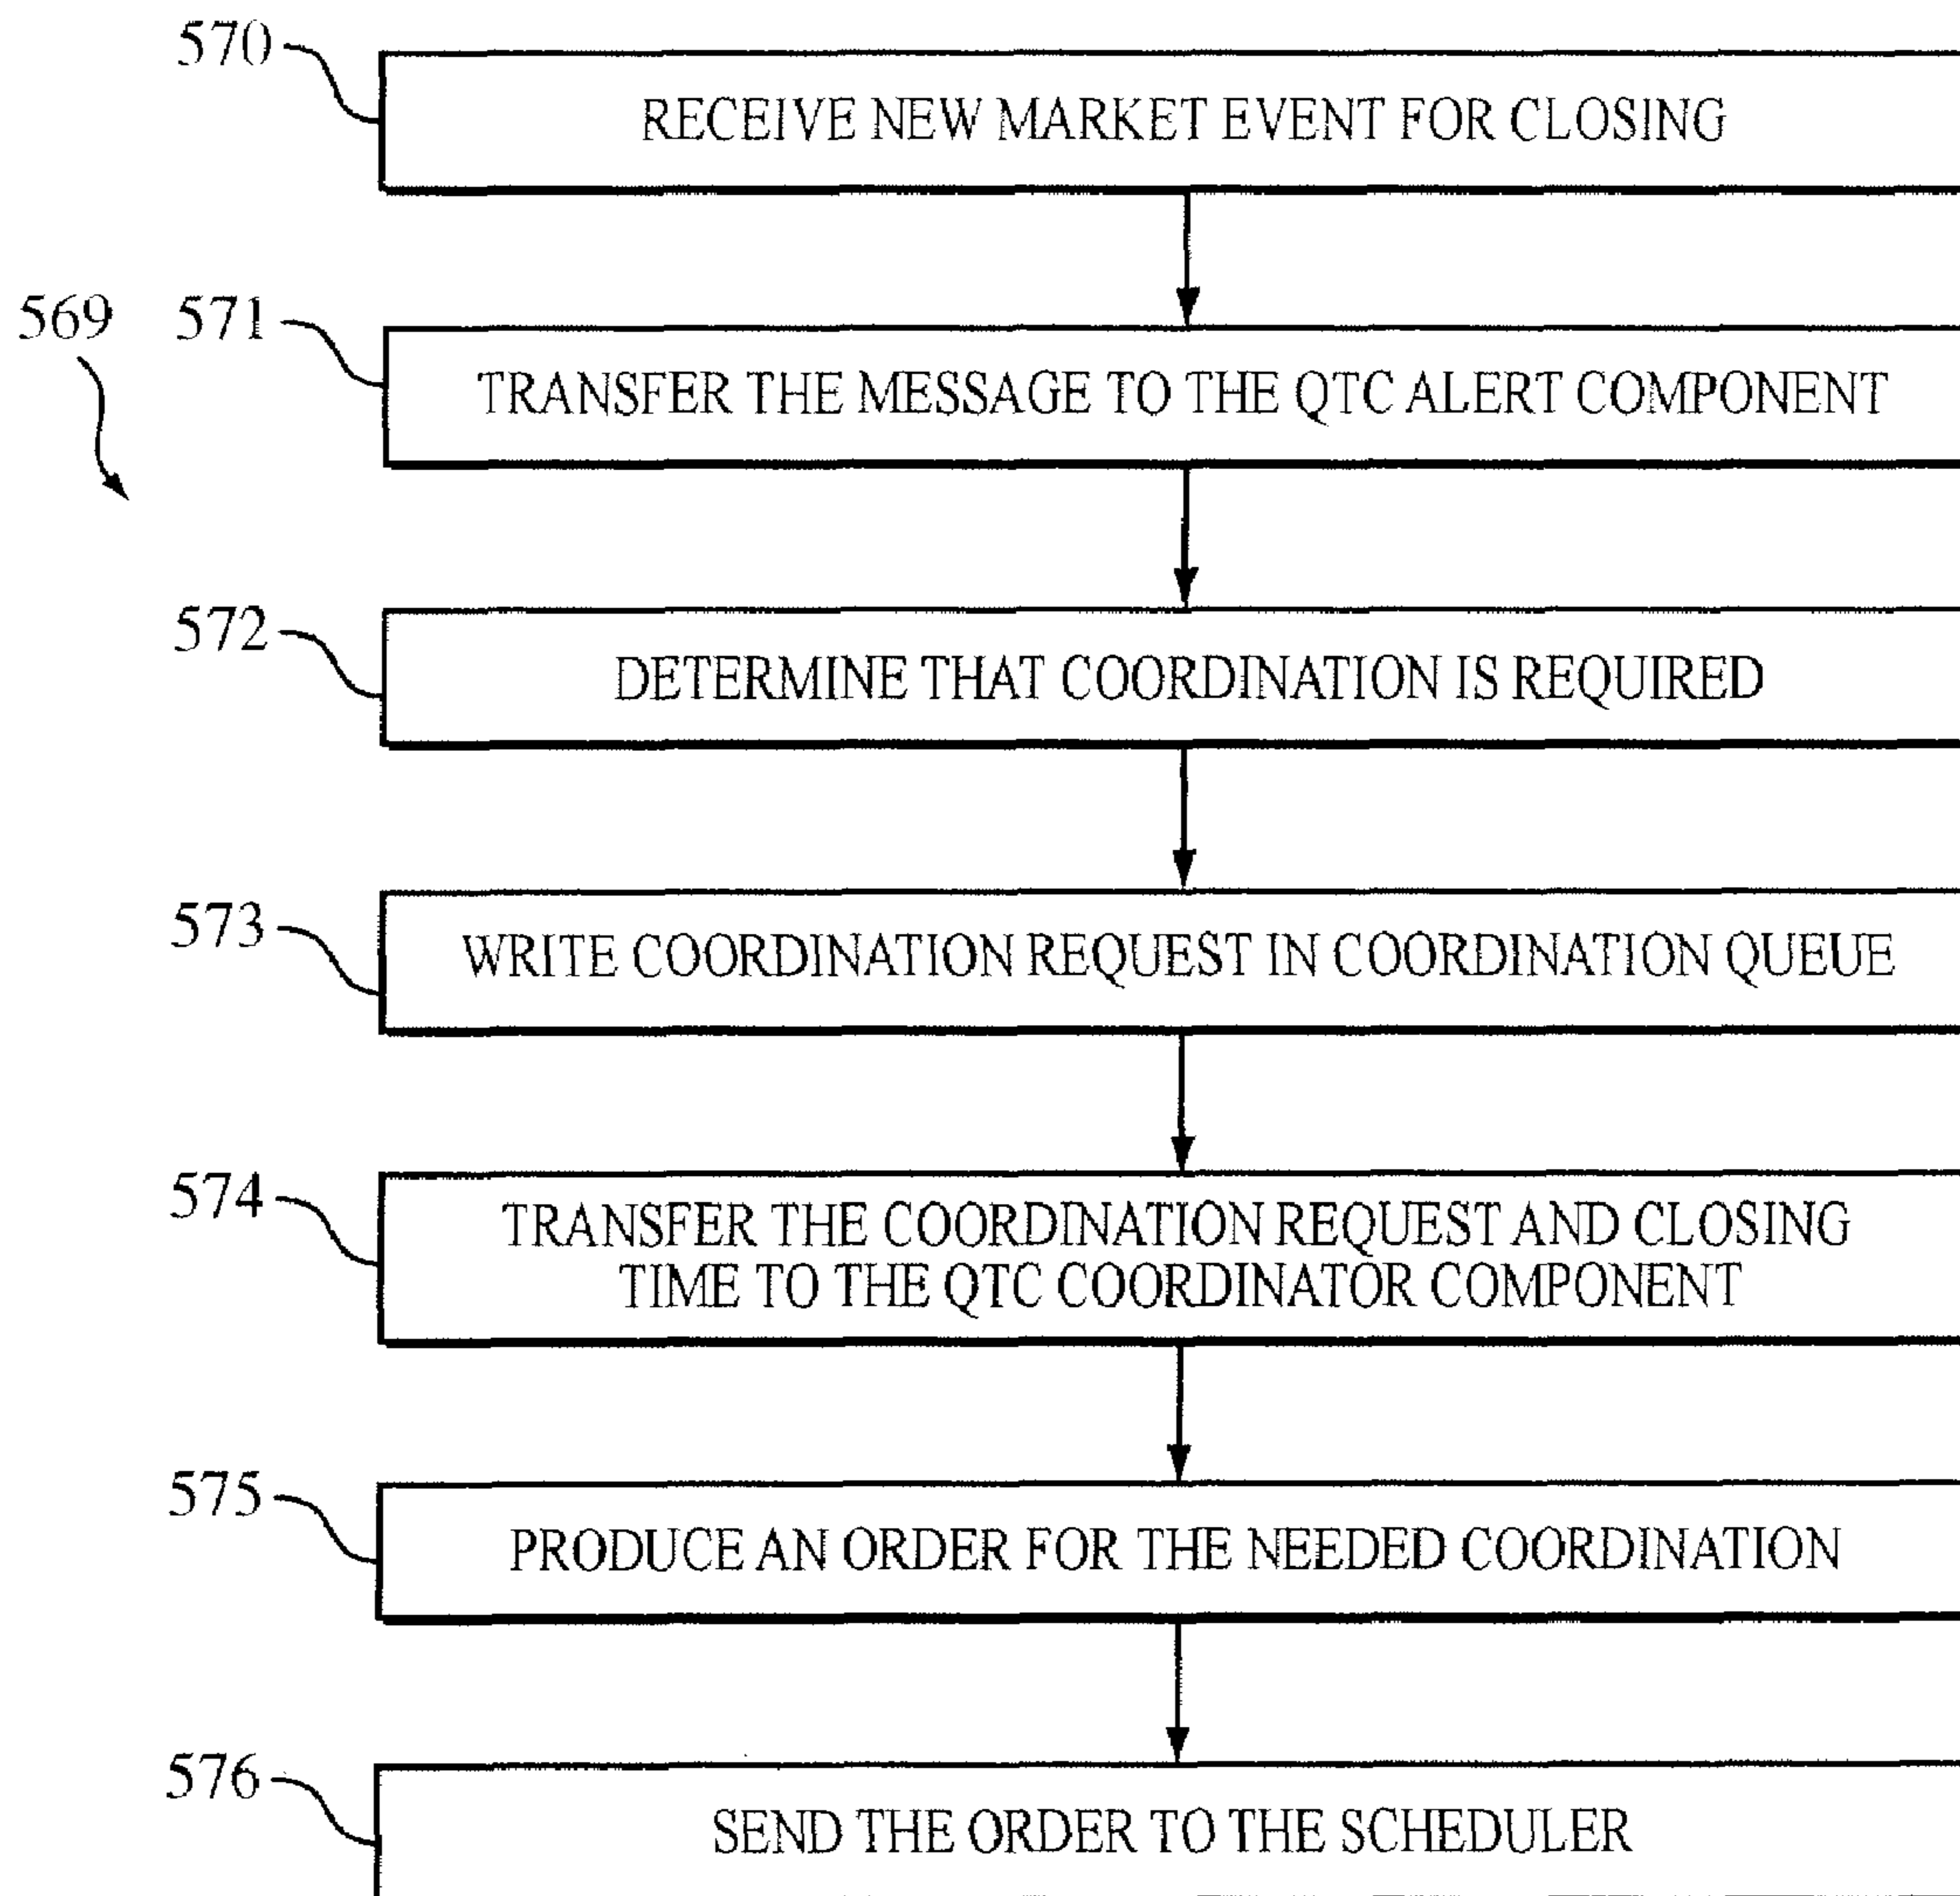 570
RECEIVE NEW MARKET EVENT FOR CLOSING
569
571
TRANSFER THE MESSAGE TO THE QTC ALERT COMPONENT
572
DETERMINE THAT COORDINATION IS REQUIRED
573
WRITE COORDINATION REQUEST IN COORDINATION QUEUE
574
TRANSFER THE COORDINATION REQUEST AND CLOSING
TIME TO THE QTC COORDINATOR COMPONENT
575
PRODUCE AN ORDER FOR THE NEEDED COORDINATION
576
SEND THE ORDER TO THE SCHEDULER